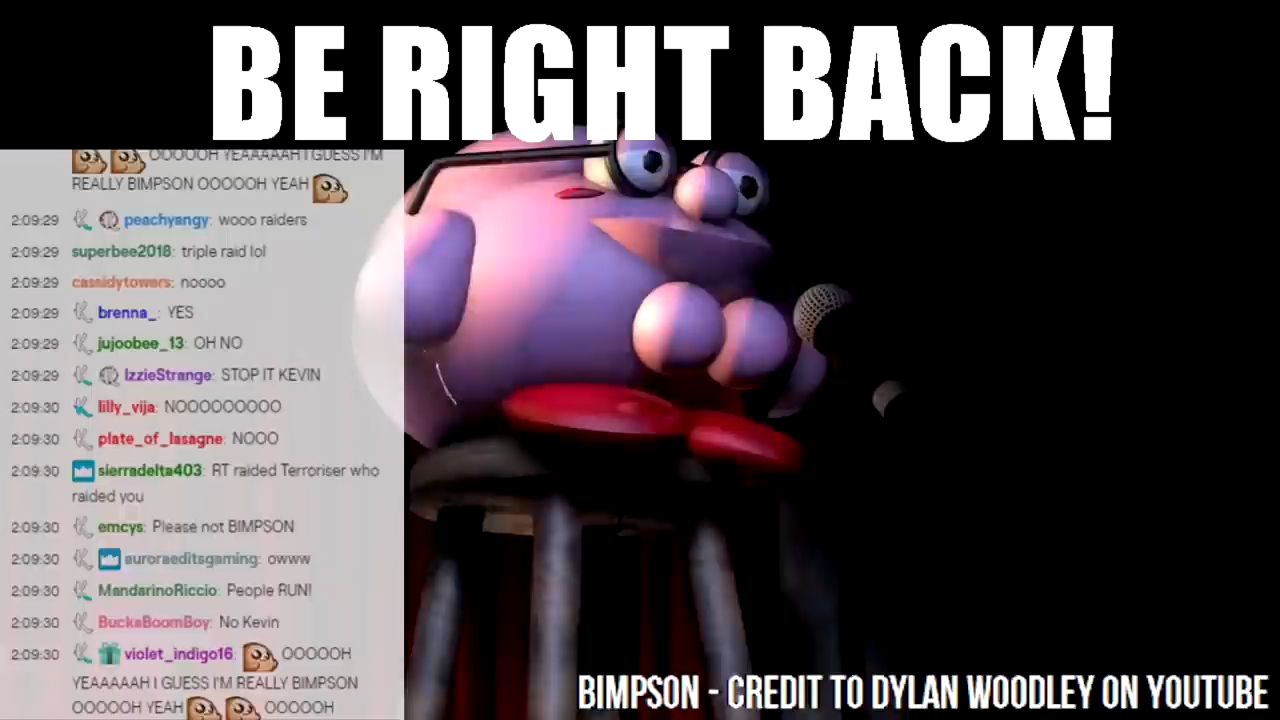 BE RIGHT BACK!
OOOOOH YEAAAAAH I GUESS I'M
REALLY BIMPSON OOOOOH YEAH
2:09:29 peachyangy: wooo raiders
2:09:29 superbee2018: triple raid lol
2:09:29 cassidytowers: noooo
2:09:29 brenna_: YES
2:09:29 jujoobee_13: OH NO
2:09:29 IzzieStrange: STOP IT KEVIN
2:09:30 lilly_vija: NOOOOOOOOO
2:09:30 plate_of_lasagne: NOOO
2:09:30 sierradelta403: RT raided Terroriser who
raided you
2:09:30 emcys: Please not BIMPSON
2:09:30 auroraeditsgaming: owww
2:09:30 MandarinoRiccio: People RUN!
2:09:30 BuckaBoomBoy: No Kevin
2:09:30 violet_indigo16: OOOOOH
YEAAAAAH I GUESS I'M REALLY BIMPSON
OOOOOH YEAH OOOOOH
BIMPSON - CREDIT TO DYLAN WOODLEY ON YOUTUBE